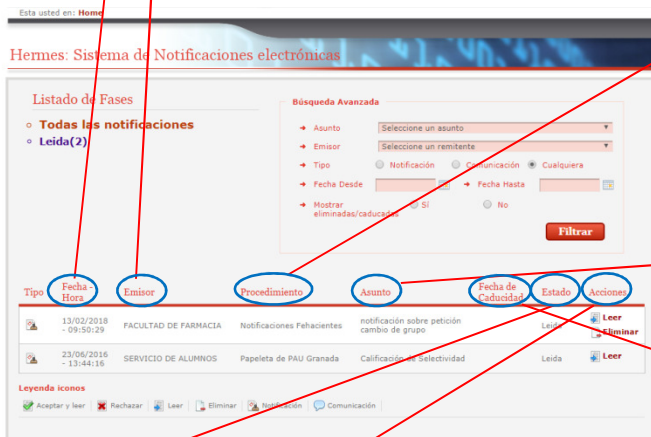 Esta usted en: Home
Hermes: Sistema de Notificaciones electrónicas
Listado de Fases
Todas las notificaciones
Leida(2)
Búsqueda Avanzada
Asunto Seleccione un asunto
Emisor Seleccione un remitente
Tipo Notificación Comunicación Cualquiera
Fecha Desde Fecha Hasta
Mostrar eliminadas/caducadas Sí No
Filtrar
Tipo Fecha - Hora Emisor Procedimiento Asunto Fecha de Caducidad Estado Acciones
13/02/2018 - 09:50:29 FACULTAD DE FARMACIA Notificaciones Fehacientes notificación sobre petición cambio de grupo Leida Leer Eliminar
23/06/2016 - 13:44:16 SERVICIO DE ALUMNOS Papeleta de PAU Granada Calificación de Selectividad Leida Leer
Leyenda iconos
Aceptar y leer Rechazar Leer Eliminar Notificación Comunicación